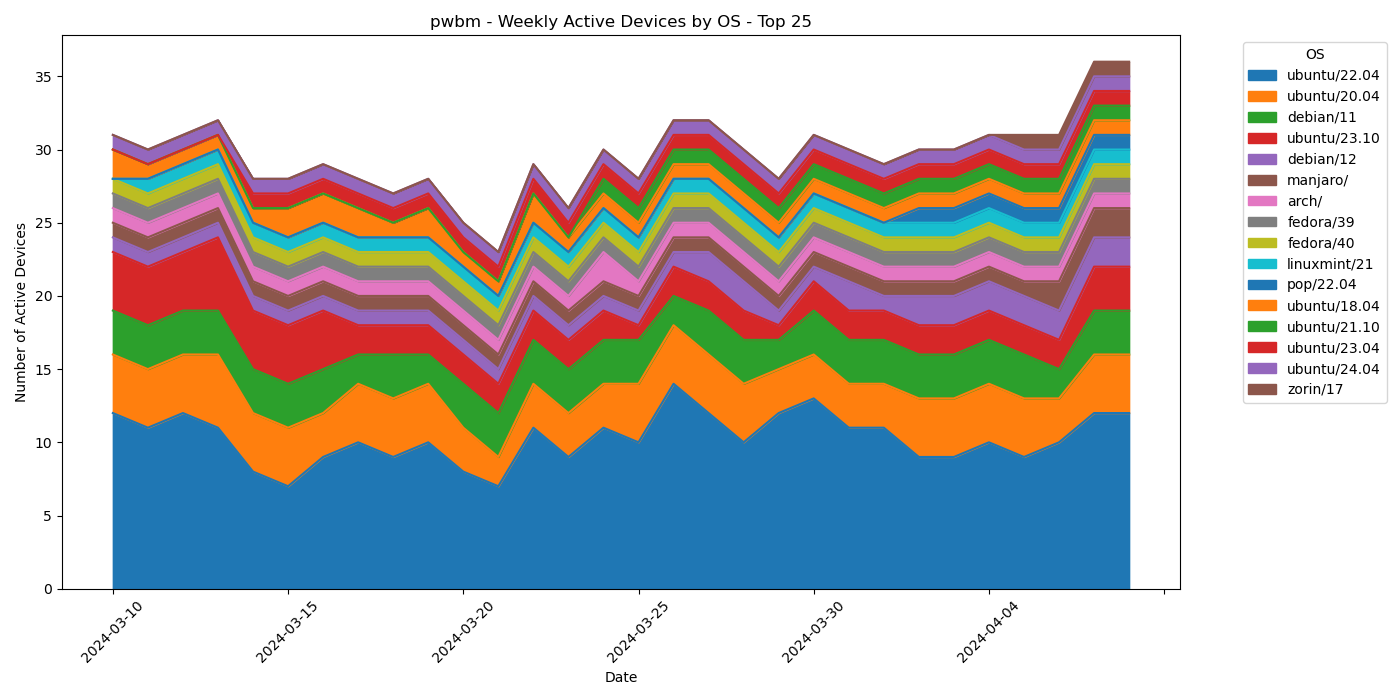 pwbm - Weekly Active Devices by OS - Top 25
Number of Active Devices
35
30
25
20
15
10
5
0
2024-03-10
2024-03-15
2024-03-20
2024-03-25
2024-03-30
2024-04-04
Date
OS
ubuntu/22.04
ubuntu/20.04
debian/11
ubuntu/23.10
debian/12
manjaro/
arch/
fedora/39
fedora/40
linuxmint/21
pop/22.04
ubuntu/18.04
ubuntu/21.10
ubuntu/23.04
ubuntu/24.04
zorin/17